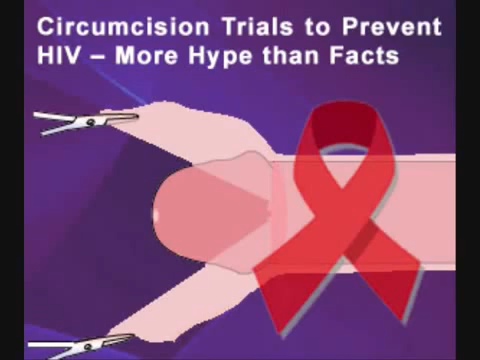 Circumcision Trials to Prevent
HIV – More Hype than Facts